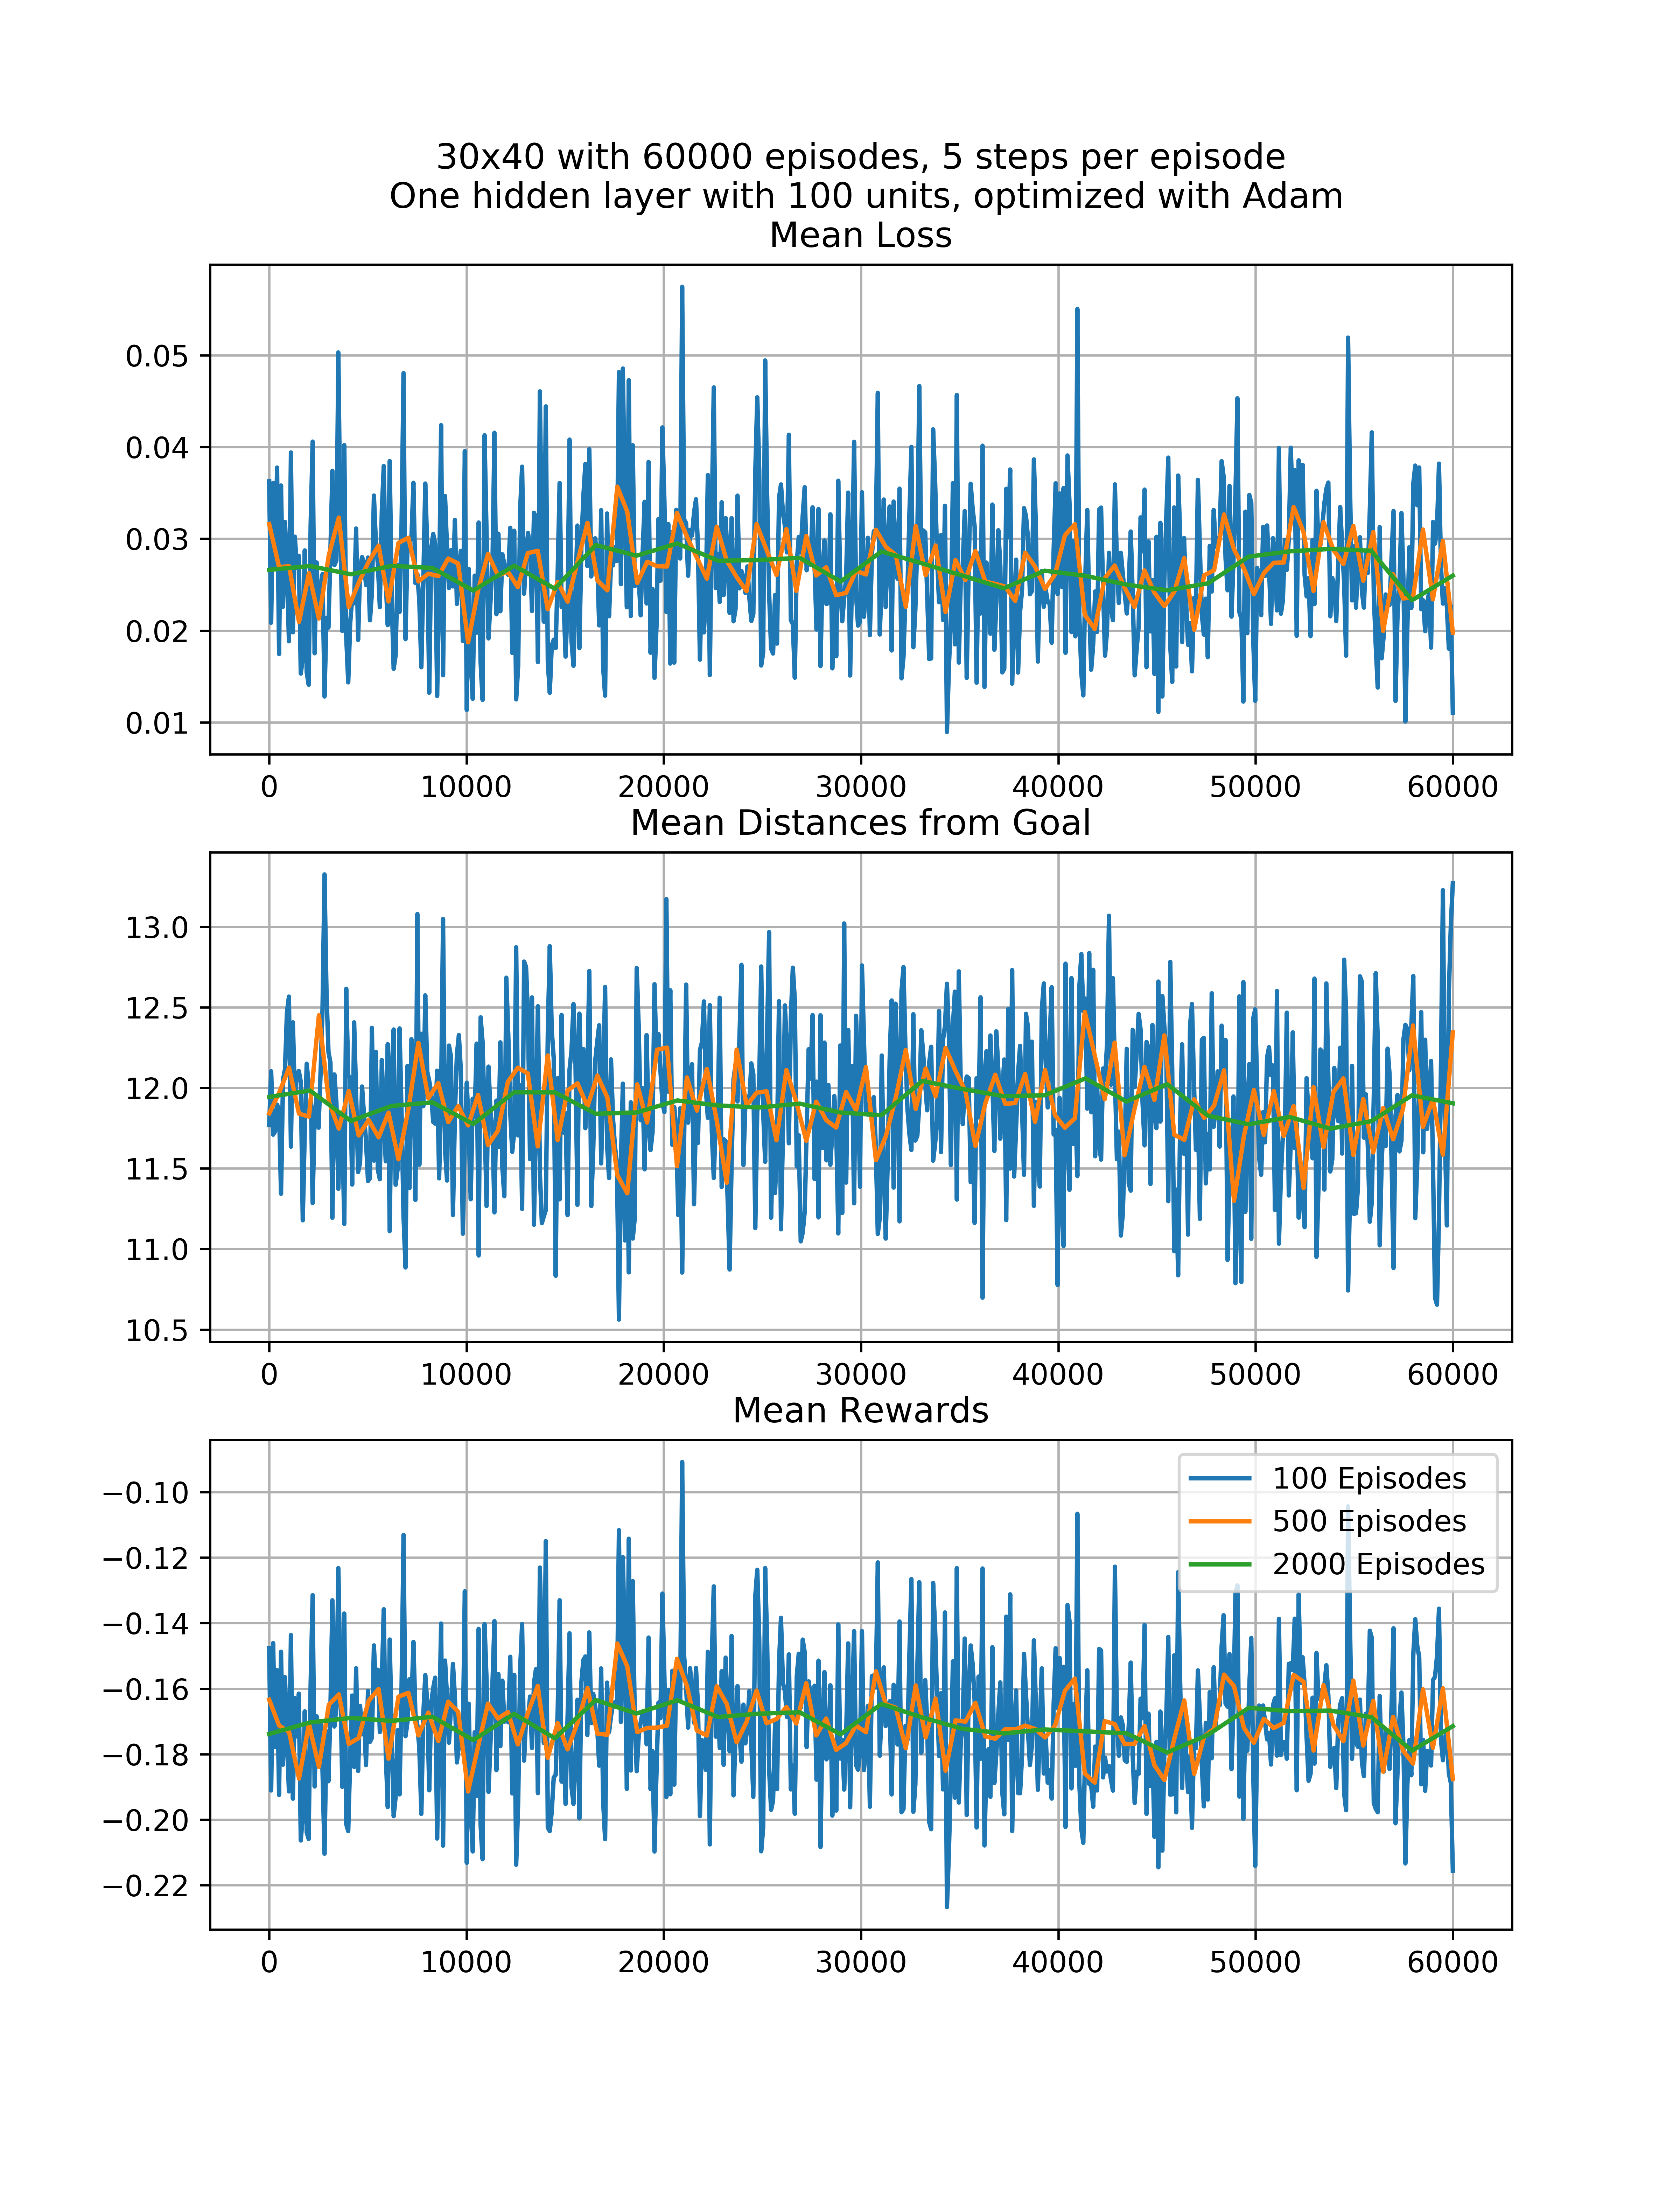 30x40 with 60000 episodes, 5 steps per episode
One hidden layer with 100 units, optimized with Adam
Mean Loss
0.05
0.04
0.03
0.02
0.01
0 10000 20000 30000 40000 50000 60000
Mean Distances from Goal
13.0
12.5
12.0
11.5
11.0
10.5
0 10000 20000 30000 40000 50000 60000
Mean Rewards
100 Episodes
500 Episodes
2000 Episodes
−0.10
−0.12
−0.14
−0.16
−0.18
−0.20
−0.22
0 10000 20000 30000 40000 50000 60000